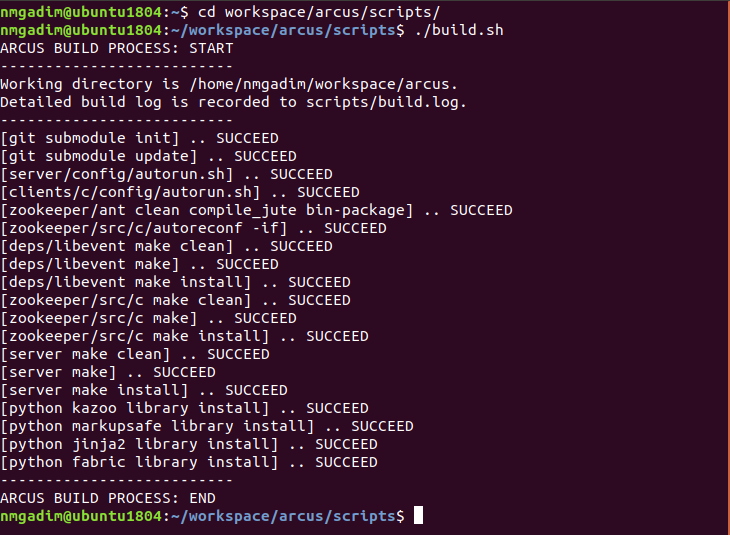 nmgadim@ubuntu1804:~$ cd workspace/arcus/scripts/
nmgadim@ubuntu1804:~/workspace/arcus/scripts$ ./build.sh
ARCUS BUILD PROCESS: START
--------------------------
Working directory is /home/nmgadim/workspace/arcus.
Detailed build log is recorded to scripts/build.log.
--------------------------
[git submodule init] .. SUCCEED
[git submodule update] .. SUCCEED
[server/config/autorun.sh] .. SUCCEED
[clients/c/config/autorun.sh] .. SUCCEED
[zookeeper/ant clean compile_jute bin-package] .. SUCCEED
[zookeeper/src/c/autoreconf -if] .. SUCCEED
[deps/libevent make clean] .. SUCCEED
[deps/libevent make] .. SUCCEED
[deps/libevent make install] .. SUCCEED
[zookeeper/src/c make clean] .. SUCCEED
[zookeeper/src/c make] .. SUCCEED
[zookeeper/src/c make install] .. SUCCEED
[server make clean] .. SUCCEED
[server make] .. SUCCEED
[server make install] .. SUCCEED
[python kazoo library install] .. SUCCEED
[python markupsafe library install] .. SUCCEED
[python jinja2 library install] .. SUCCEED
[python fabric library install] .. SUCCEED
--------------------------
ARCUS BUILD PROCESS: END
nmgadim@ubuntu1804:~/workspace/arcus/scripts$